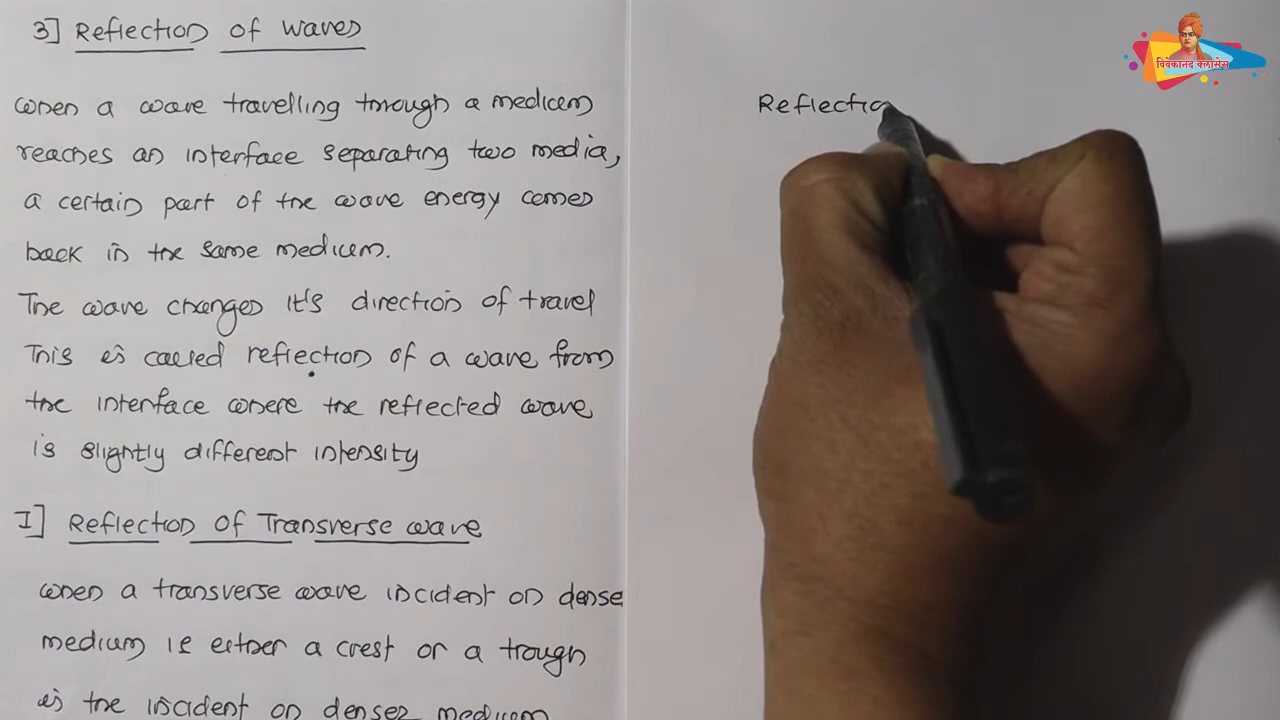 3] Reflection of waves
When a wave travelling through a medium
reaches an interface separating two media,
a certain part of the wave energy comes
back in the same medium.
The wave changes it's direction of travel
This is called reflection of a wave from
the interface where the reflected wave
is slightly different intensity
I] Reflection of Transverse wave
When a transverse wave incident on dense
medium ie either a crest or a trough
is the incident on denser medium
Reflectio
विवेकानंद क्लासेस